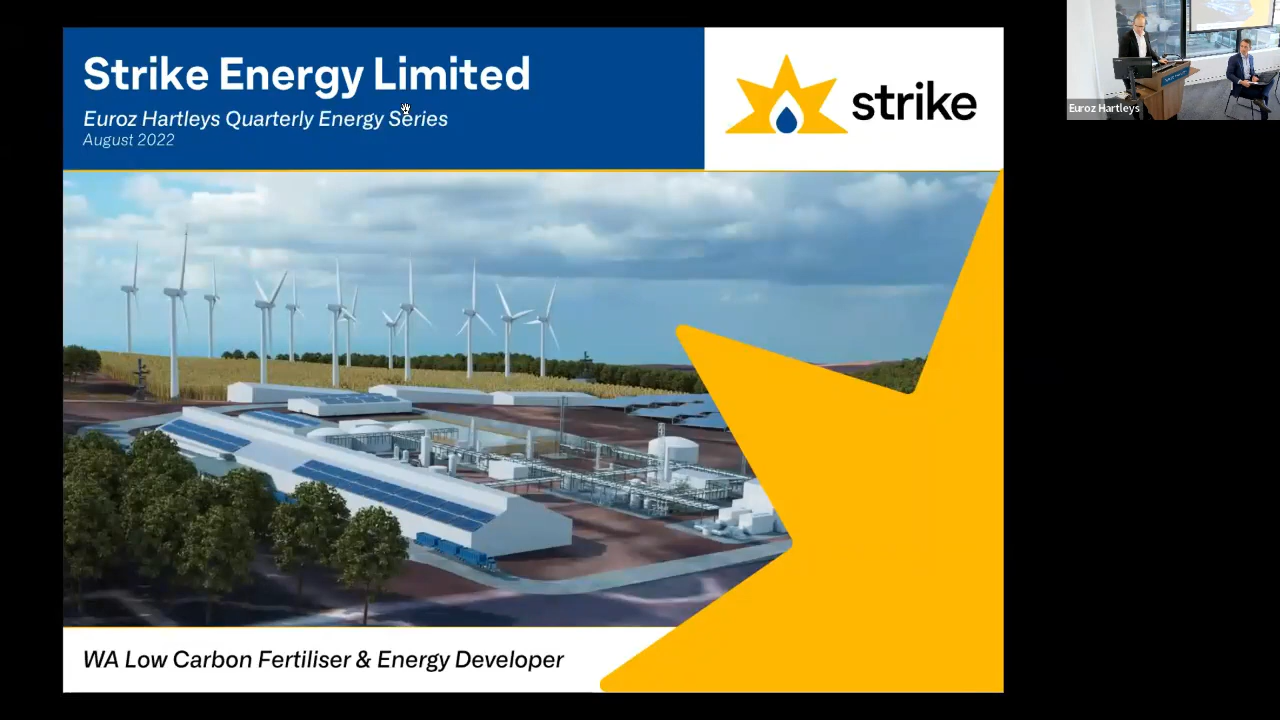 Strike Energy Limited
Euroz Hartleys Quarterly Energy Series
August 2022
strike
Euroz Hartleys
WA Low Carbon Fertiliser & Energy Developer